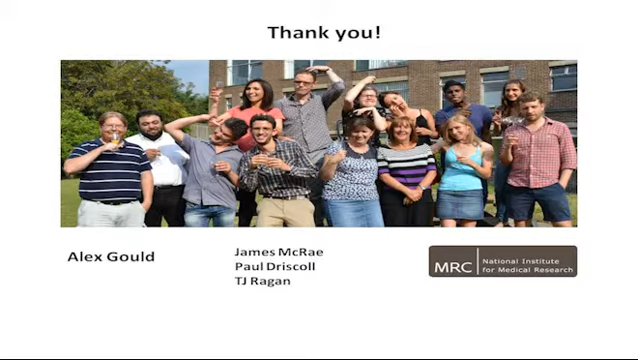 Thank you!
Alex Gould
James McRae
Paul Driscoll
TJ Ragan
MRC
National Institute
for Medical Research